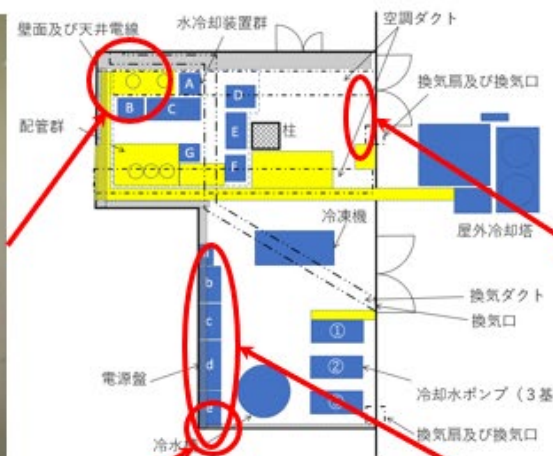 壁面及び天井電線
水冷却装置群
空調ダクト
換気扇及び換気口
A
B
C
D
E
柱
配管群
G
F
冷凍機
屋外冷却塔
b
c
d
電源盤
①
②
換気ダクト
換気口
冷却水ポンプ（３基
換気扇及び換気口
冷水